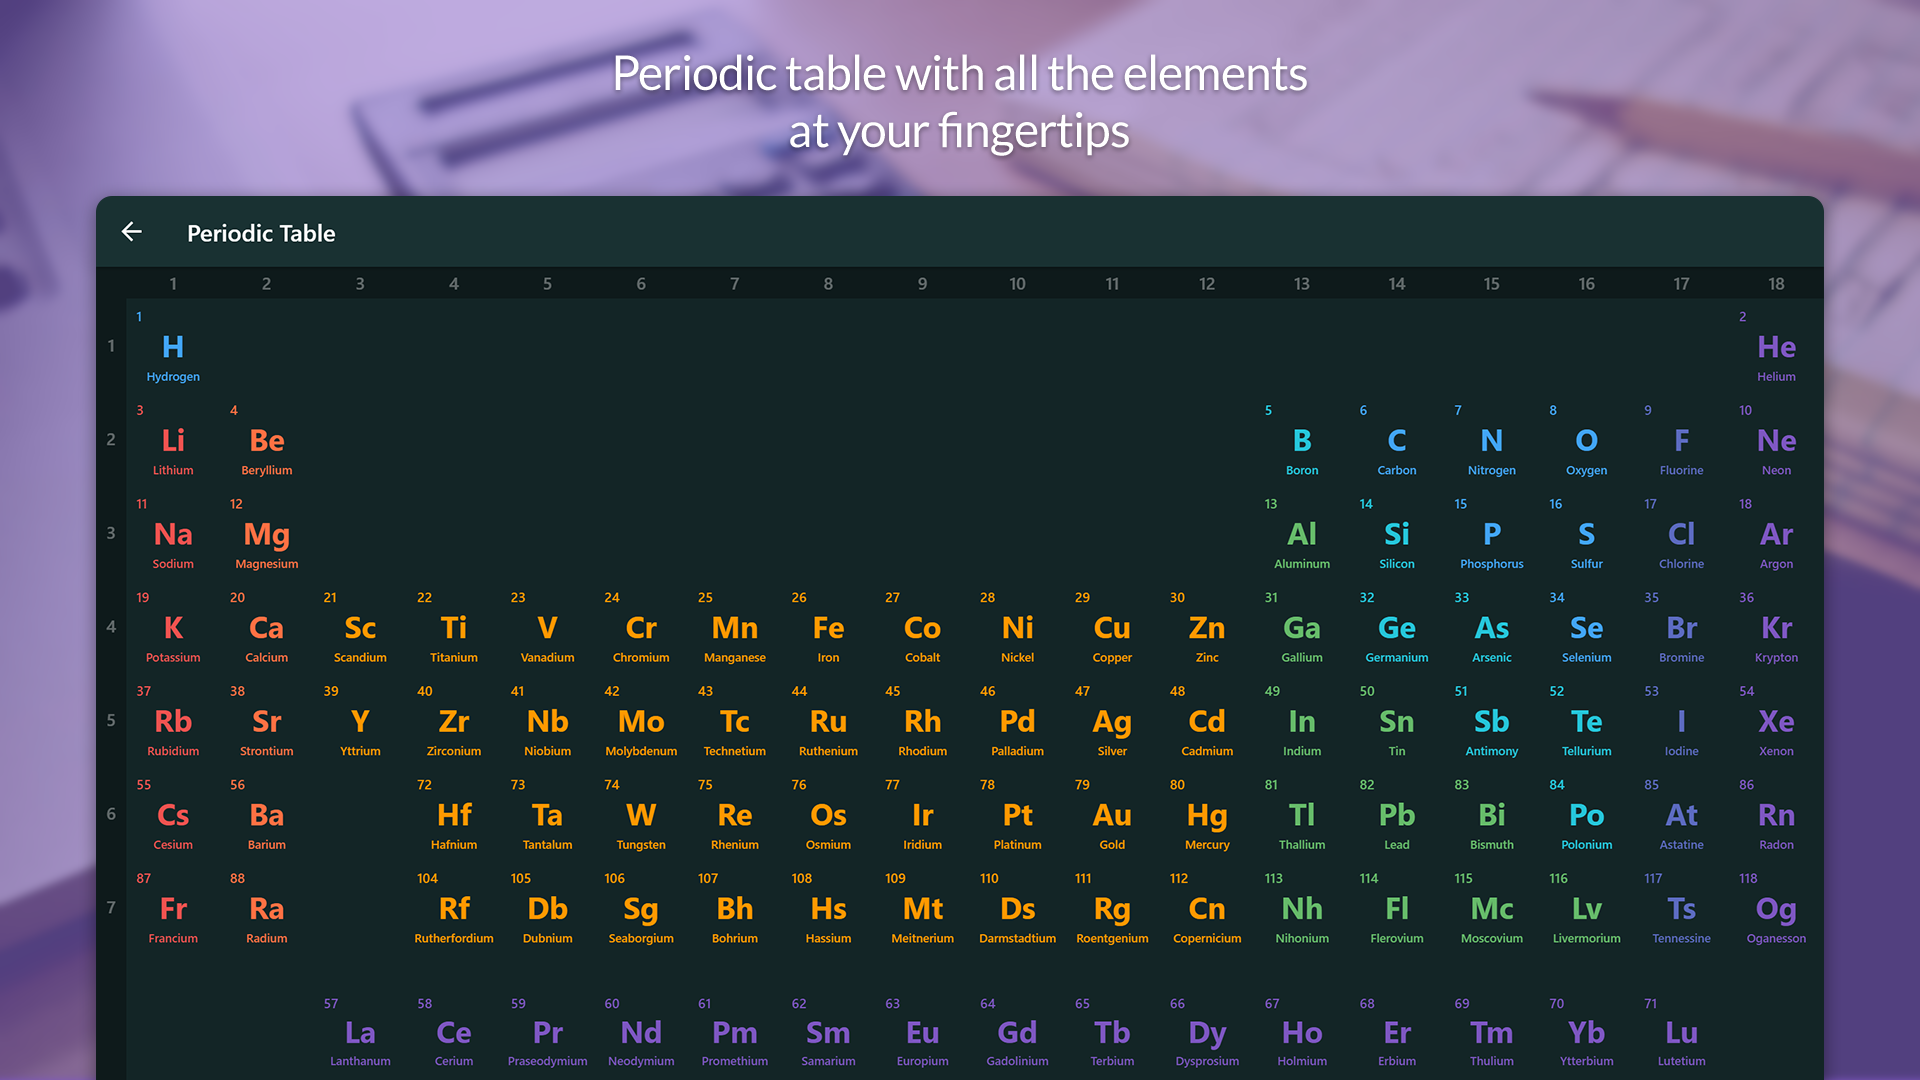 Periodic table with all the elements
at your fingertips
Periodic Table
1 2 3 4 5 6 7 8 9 10 11 12 13 14 15 16 17 18
1 2
1 H He
Hydrogen Helium
3 4 5 6 7 8 9 10
2 Li Be B C N O F Ne
Lithium Beryllium Boron Carbon Nitrogen Oxygen Fluorine Neon
11 12 13 14 15 16 17 18
3 Na Mg Al Si P S Cl Ar
Sodium Magnesium Aluminum Silicon Phosphorus Sulfur Chlorine Argon
19 20 21 22 23 24 25 26 27 28 29 30 31 32 33 34 35 36
4 K Ca Sc Ti V Cr Mn Fe Co Ni Cu Zn Ga Ge As Se Br Kr
Potassium Calcium Scandium Titanium Vanadium Chromium Manganese Iron Cobalt Nickel Copper Zinc Gallium Germanium Arsenic Selenium Bromine Krypton
37 38 39 40 41 42 43 44 45 46 47 48 49 50 51 52 53 54
5 Rb Sr Y Zr Nb Mo Tc Ru Rh Pd Ag Cd In Sn Sb Te I Xe
Rubidium Strontium Yttrium Zirconium Niobium Molybdenum Technetium Ruthenium Rhodium Palladium Silver Cadmium Indium Tin Antimony Tellurium Iodine Xenon
55 56 72 73 74 75 76 77 78 79 80 81 82 83 84 85 86
6 Cs Ba Hf Ta W Re Os Ir Pt Au Hg Tl Pb Bi Po At Rn
Cesium Barium Hafnium Tantalum Tungsten Rhenium Osmium Iridium Platinum Gold Mercury Thallium Lead Bismuth Polonium Astatine Radon
87 88 104 105 106 107 108 109 110 111 112 113 114 115 116 117 118
7 Fr Ra Rf Db Sg Bh Hs Mt Ds Rg Cn Nh Fl Mc Lv Ts Og
Francium Radium Rutherfordium Dubnium Seaborgium Bohrium Hassium Meitnerium Darmstadtium Roentgenium Copernicium Nihonium Flerovium Moscovium Livermorium Tennessine Oganesson
57 58 59 60 61 62 63 64 65 66 67 68 69 70 71
La Ce Pr Nd Pm Sm Eu Gd Tb Dy Ho Er Tm Yb Lu
Lanthanum Cerium Praseodymium Neodymium Promethium Samarium Europium Gadolinium Terbium Dysprosium Holmium Erbium Thulium Ytterbium Lutetium